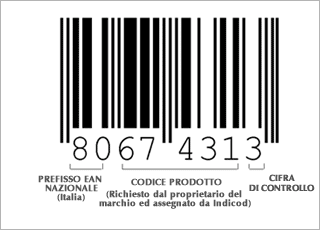 8067 4313
PREFISSO EAN
NAZIONALE
(Italia)
CODICE PRODOTTO
(Richiesto dal proprietario del
marchio ed assegnato da Indicod)
CIFRA
DI CONTROLLO